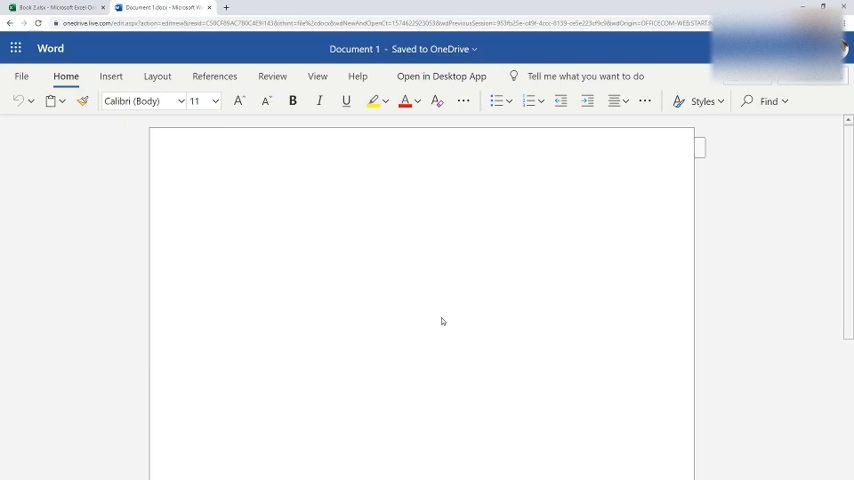 Book 2.xlsx - Microsoft Excel On
Document 1.docx - Microsoft W
Word
Document 1 - Saved to OneDrive
File Home Insert Layout References Review View Help Open in Desktop App Tell me what you want to do
Calibri (Body) 11 B I U A Styles Find